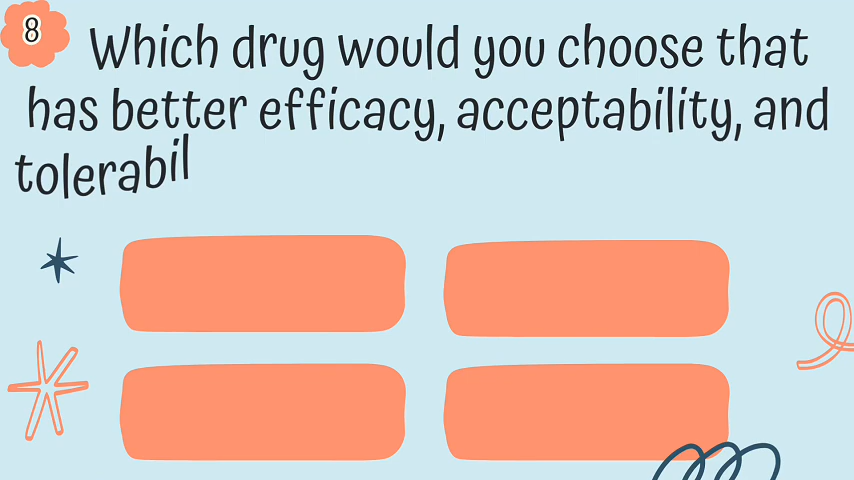 8
Which drug would you choose that
has better efficacy, acceptability, and
tolerabil